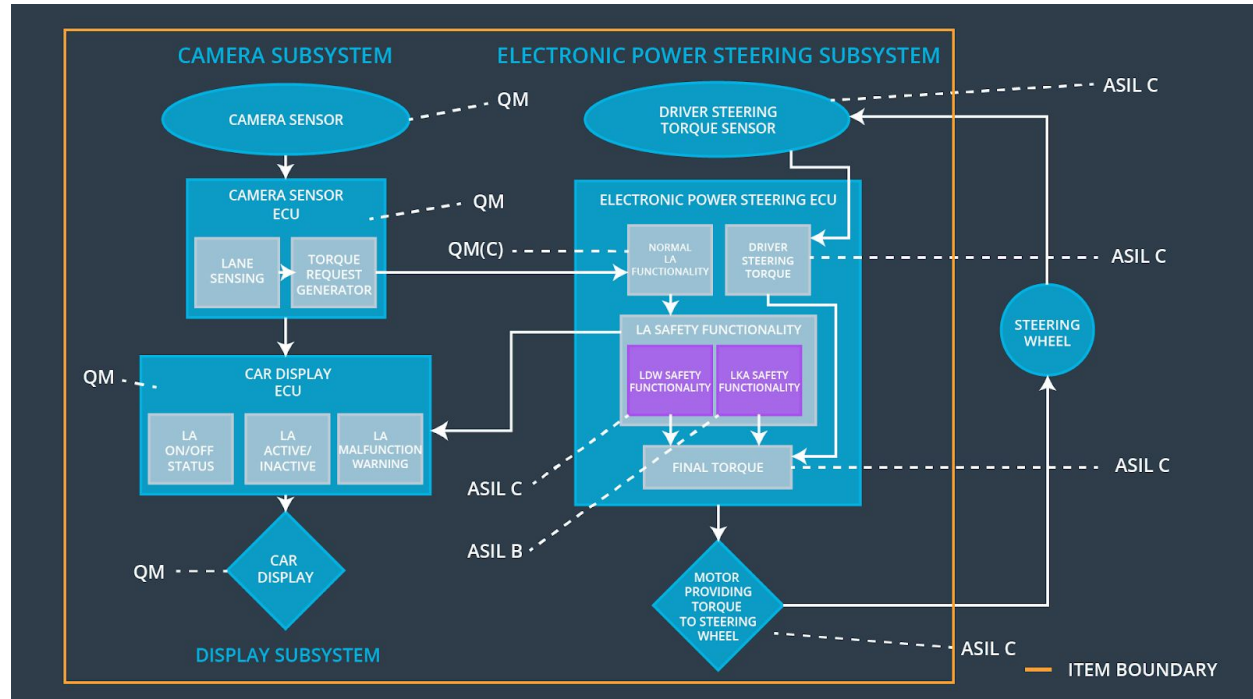 CAMERA SUBSYSTEM
ELECTRONIC POWER STEERING SUBSYSTEM
CAMERA SENSOR
QM
DRIVER STEERING
TORQUE SENSOR
ASIL C
CAMERA SENSOR
ECU
QM
LANE
SENSING
TORQUE
REQUEST
GENERATOR
QM(C)
ELECTRONIC POWER STEERING ECU
NORMAL
LA
FUNCTIONALITY
DRIVER
STEERING
TORQUE
ASIL C
LA SAFETY FUNCTIONALITY
LDW SAFETY
FUNCTIONALITY
LKA SAFETY
FUNCTIONALITY
STEERING
WHEEL
QM
CAR DISPLAY
ECU
LA
ON/OFF
STATUS
LA
ACTIVE/
INACTIVE
LA
MALFUNCTION
WARNING
FINAL TORQUE
ASIL C
ASIL C
ASIL B
QM
CAR
DISPLAY
MOTOR
PROVIDING
TORQUE
TO STEERING
WHEEL
ASIL C
DISPLAY SUBSYSTEM
ITEM BOUNDARY